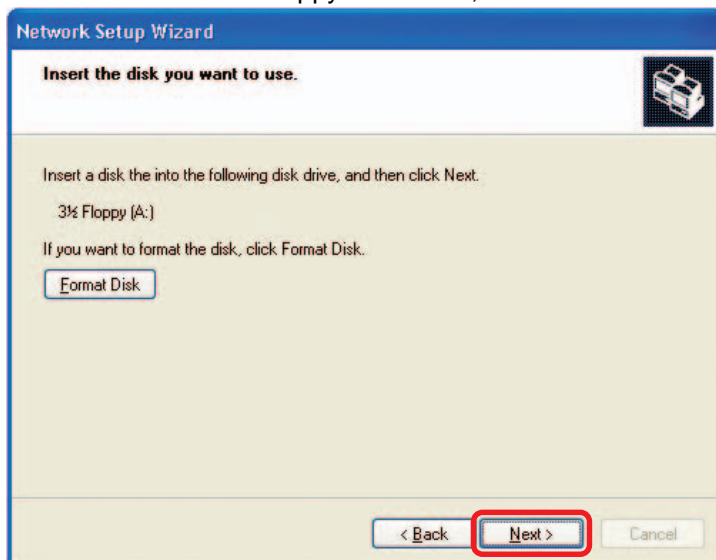 Network Setup Wizard
Insert the disk you want to use.
Insert a disk the into the following disk drive, and then click Next.
3½ Floppy (A:)
If you want to format the disk, click Format Disk.
Format Disk
< Back Next > Cancel